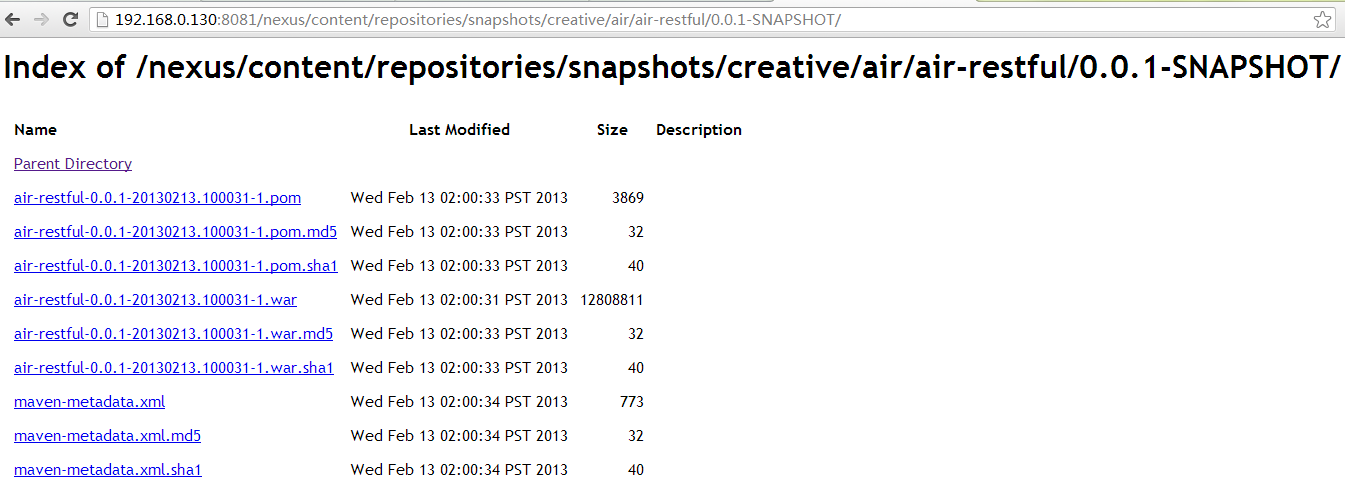 192.168.0.130:8081/nexus/content/repositories/snapshots/creative/air/air-restful/0.0.1-SNAPSHOT/
Index of /nexus/content/repositories/snapshots/creative/air/air-restful/0.0.1-SNAPSHOT/
Name Last Modified Size Description
Parent Directory
air-restful-0.0.1-20130213.100031-1.pom Wed Feb 13 02:00:33 PST 2013 3869
air-restful-0.0.1-20130213.100031-1.pom.md5 Wed Feb 13 02:00:33 PST 2013 32
air-restful-0.0.1-20130213.100031-1.pom.sha1 Wed Feb 13 02:00:33 PST 2013 40
air-restful-0.0.1-20130213.100031-1.war Wed Feb 13 02:00:31 PST 2013 12808811
air-restful-0.0.1-20130213.100031-1.war.md5 Wed Feb 13 02:00:33 PST 2013 32
air-restful-0.0.1-20130213.100031-1.war.sha1 Wed Feb 13 02:00:33 PST 2013 40
maven-metadata.xml Wed Feb 13 02:00:34 PST 2013 773
maven-metadata.xml.md5 Wed Feb 13 02:00:34 PST 2013 32
maven-metadata.xml.sha1 Wed Feb 13 02:00:34 PST 2013 40